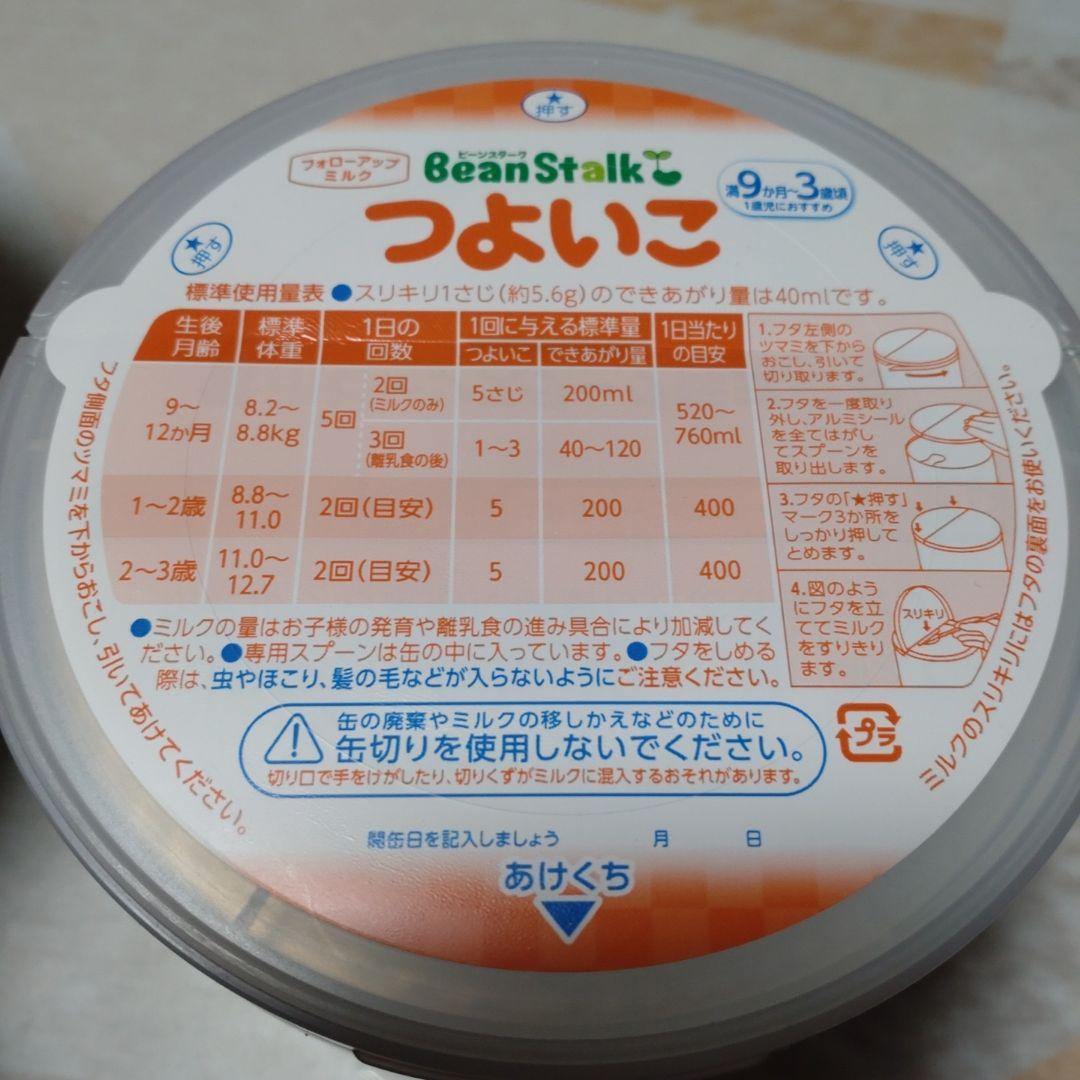 ★押す
フォローアップ
ミルク
ビーンスターク
BeanStalk
つよいこ
満9か月~3歳頃
1歳児におすすめ
★押す
★押す
標準使用量表 ●スリキリ1さじ(約5.6g)のできあがり量は40mlです。
生後
月齢
標準
体重
1日の
回数
1回に与える標準量
つよいこ
できあがり量
1日当たり
の目安
9~
12か月
8.2~
8.8kg
5回
2回
(ミルクのみ)
5さじ
200ml
3回
(離乳食の後)
1~3
40~120
520~
760ml
1~2歳
8.8~
11.0
2回(目安)
5
200
400
2~3歳
11.0~
12.7
2回(目安)
5
200
400
1.フタ左側の
ツマミを下から
おこし、引いて
切り取ります。
2.フタを一度取り
外し、アルミシール
を全てはがし
てスプーンを
取り出します。
3.フタの「★押す」
マーク3か所を
しっかり押して
とめます。
4.図のよう
にフタを立
ててミルク
をすりきり
ます。
スリキリ
●ミルクの量はお子様の発育や離乳食の進み具合により加減してく
ださい。●専用スプーンは缶の中に入っています。●フタをしめる
際は、虫やほこり、髪の毛などが入らないようにご注意ください。
缶の廃棄やミルクの移しかえなどのために
缶切りを使用しないでください。
切り口で手をけがしたり、切りくずがミルクに混入するおそれがあります。
プラ
フタ側面のツマミを下からおこし、引いてあけてください。
ミルクのスリキリにはフタの裏面をお使いください。
開缶日を記入しましょう 月 日
あけくち